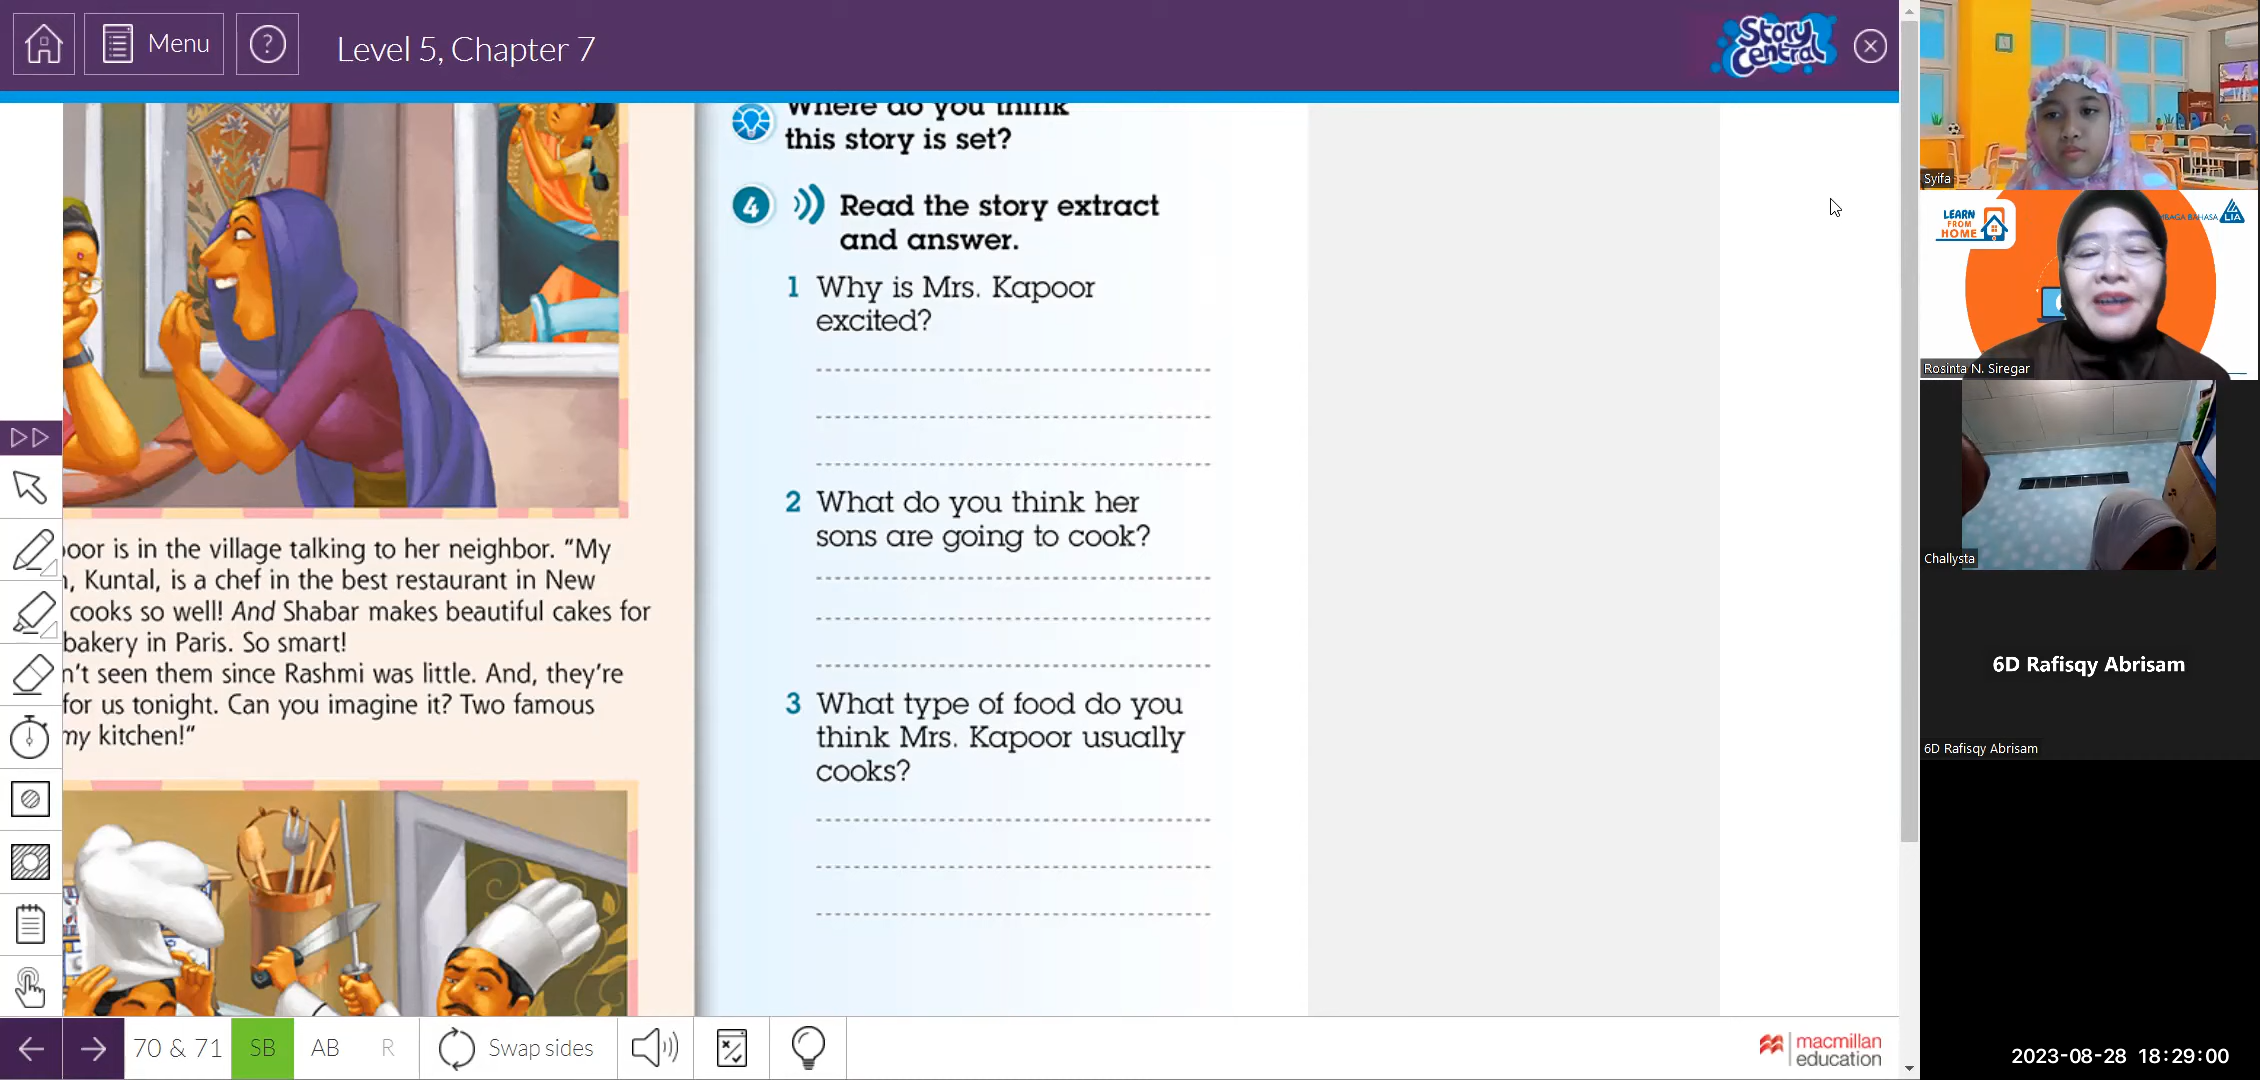 Menu
?
Level 5, Chapter 7
Story Central
Where do you think
this story is set?
4 Read the story extract
and answer.
1 Why is Mrs. Kapoor
excited?
2 What do you think her
sons are going to cook?
3 What type of food do you
think Mrs. Kapoor usually
cooks?
oor is in the village talking to her neighbor. “My
, Kuntal, is a chef in the best restaurant in New
cooks so well! And Shabar makes beautiful cakes for
bakery in Paris. So smart!
n’t seen them since Rashmi was little. And, they’re
for us tonight. Can you imagine it? Two famous
my kitchen!“
70 & 71
SB
AB
R
Swap sides
macmillan
education
Syifa
LEARN
FROM
HOME
BAGA BAHASA
LIA
Rosinta N. Siregar
Challysta
6D Rafisqy Abrisam
6D Rafisqy Abrisam
2023-08-28 18:29:00